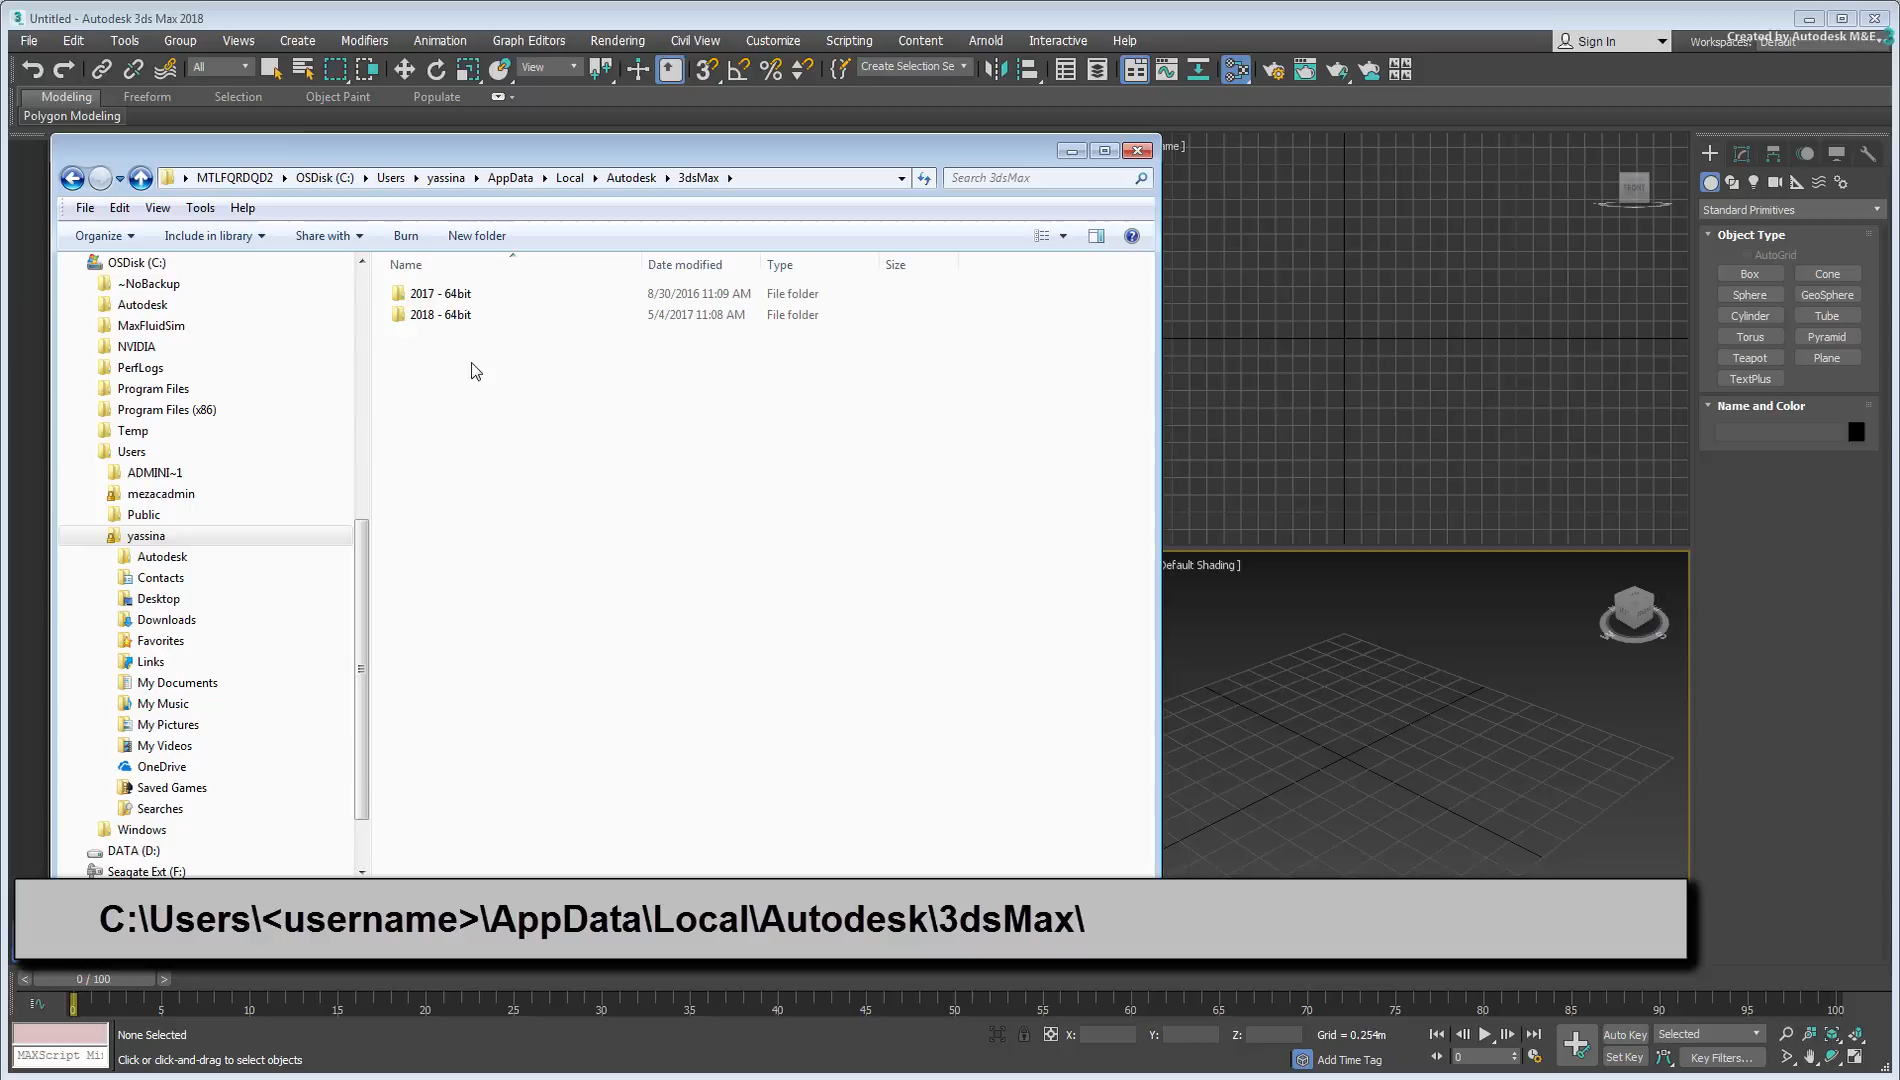 Untitled - Autodesk 3ds Max 2018
File Edit Tools Group Views Create Modifiers Animation Graph Editors Rendering Civil View Customize Scripting Content Arnold Interactive Help
Sign In
Workspaces: Default
Created by Autodesk M&E
All
View
Create Selection Se
Modeling Freeform Selection Object Paint Populate
Polygon Modeling
MTLFQRDQD2 OSDisk (C:) Users yassina AppData Local Autodesk 3dsMax
Search 3dsMax
File Edit View Tools Help
Organize Include in library Share with Burn New folder
OSDisk (C:)
~NoBackup
Autodesk
MaxFluidSim
NVIDIA
PerfLogs
Program Files
Program Files (x86)
Temp
Users
ADMINI~1
mezacadmin
Public
yassina
Autodesk
Contacts
Desktop
Downloads
Favorites
Links
My Documents
My Music
My Pictures
My Videos
OneDrive
Saved Games
Searches
Windows
DATA (D:)
Seagate Ext (F:)
Name Date modified Type Size
2017 - 64bit 8/30/2016 11:09 AM File folder
2018 - 64bit 5/4/2017 11:08 AM File folder
ame ]
FRONT
Default Shading ]
Standard Primitives
Object Type
AutoGrid
Box Cone
Sphere GeoSphere
Cylinder Tube
Torus Pyramid
Teapot Plane
TextPlus
Name and Color
C:\Users\<username>\AppData\Local\Autodesk\3dsMax\
< 0 / 100 >
0 5 10 15 20 25 30 35 40 45 50 55 60 65 70 75 80 85 90 95 100
None Selected
X: Y: Z: Grid = 0.254m
Auto Key Selected
MAXScript Mi
Click or click-and-drag to select objects
Add Time Tag
0
Set Key Key Filters...